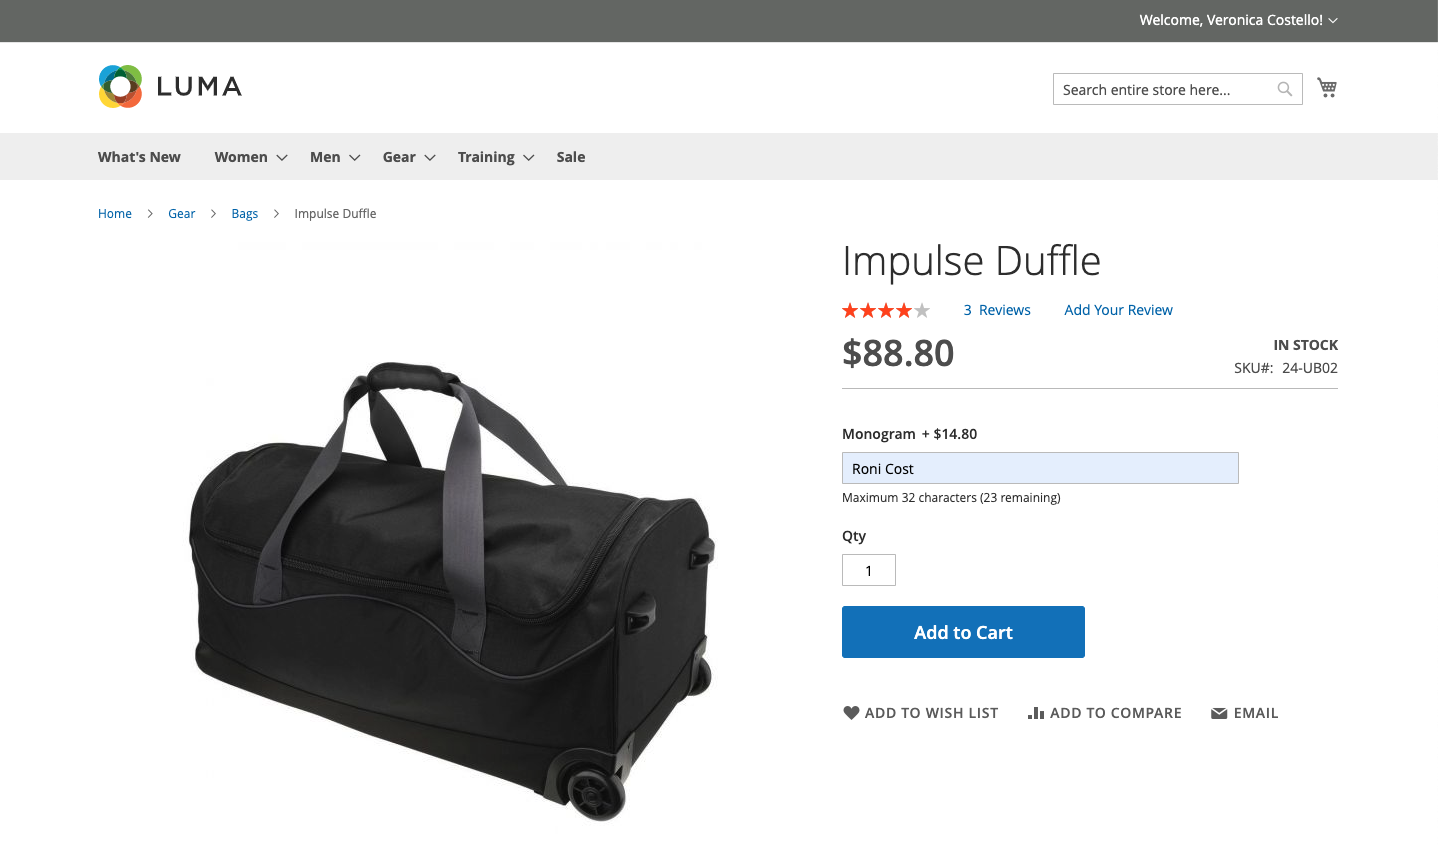 Welcome, Veronica Costello!
LUMA
Search entire store here...
What's New Women Men Gear Training Sale
Home Gear Bags Impulse Duffle
Impulse Duffle
3 Reviews Add Your Review
$88.80
IN STOCK
SKU#: 24-UB02
Monogram + $14.80
Roni Cost
Maximum 32 characters (23 remaining)
Qty
1
Add to Cart
ADD TO WISH LIST ADD TO COMPARE EMAIL